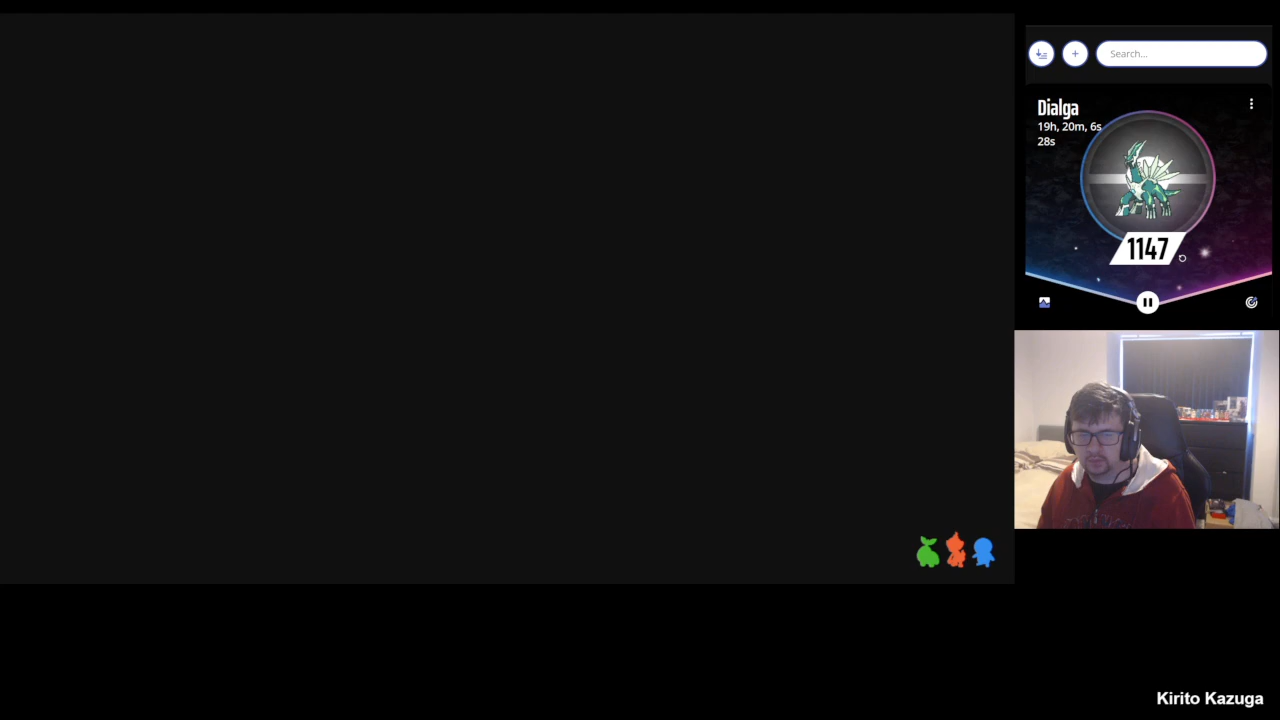 Search...
Dialga
19h, 20m, 6s
28s
1147
Kirito Kazuga